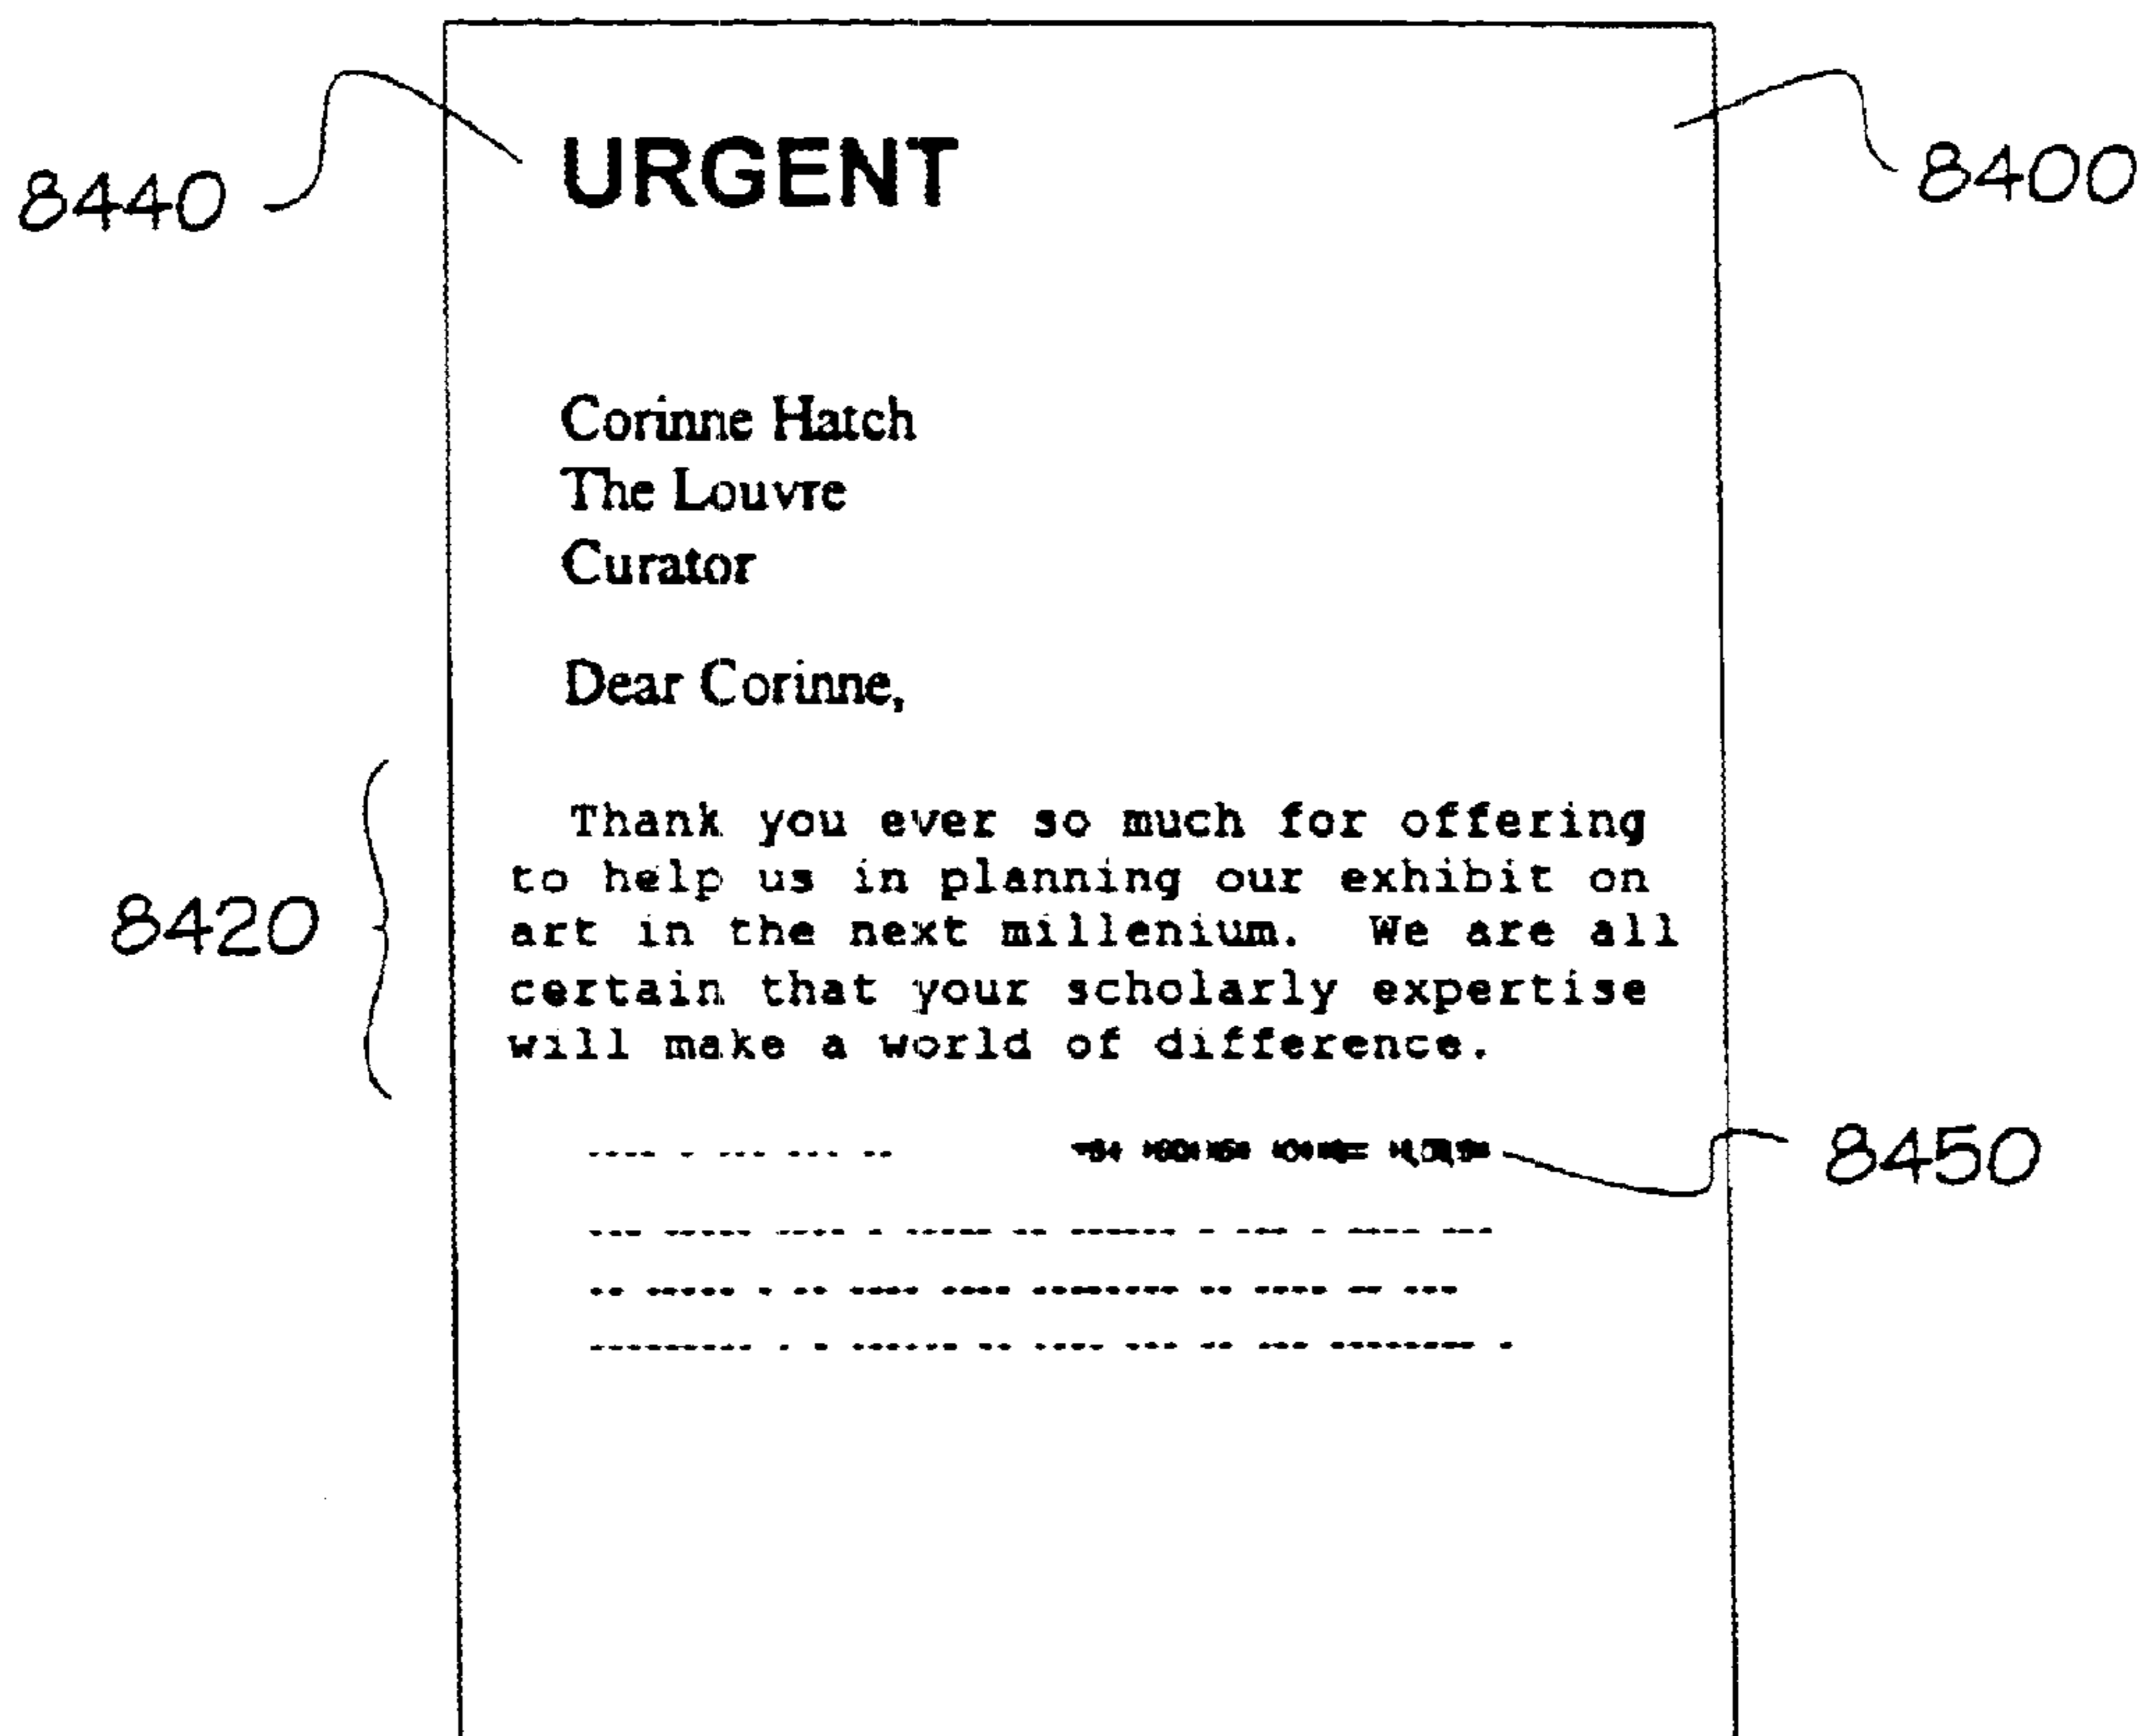 8440
URGENT
8400
Corinne Hatch
The Louvre
Curator
Dear Corinne,
8420
Thank you ever so much for offering
to help us in planning our exhibit on
art in the next millenium. We are all
certain that your scholarly expertise
will make a world of difference.
8450